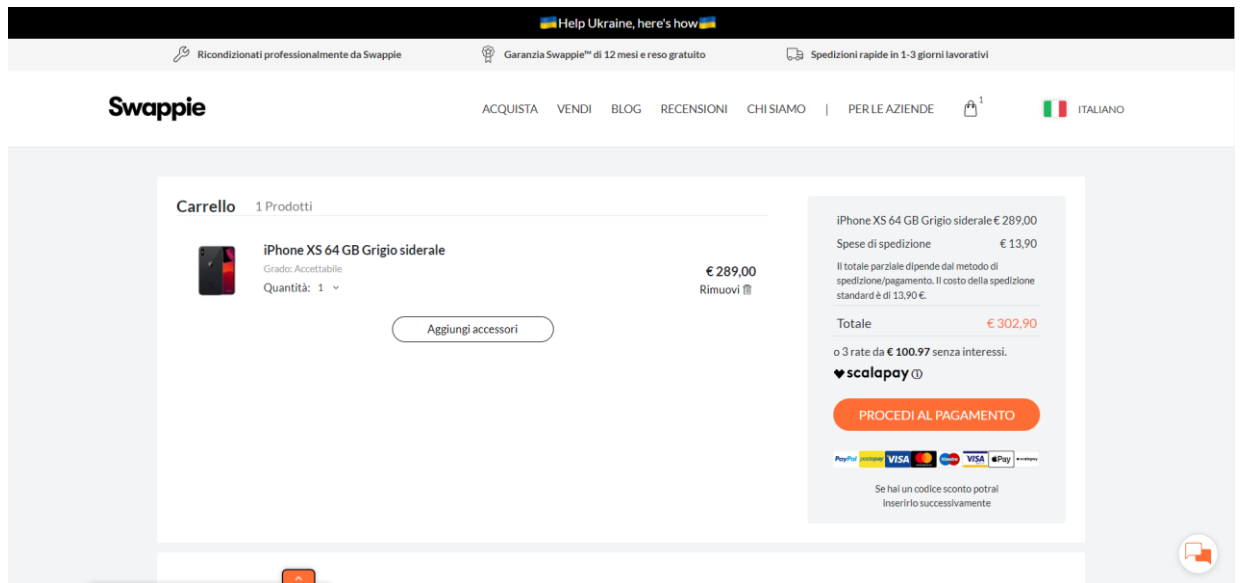 Help Ukraine, here's how
Ricondizionati professionalmente da Swappie
Garanzia Swappie™ di 12 mesi e reso gratuito
Spedizioni rapide in 1-3 giorni lavorativi
Swappie
ACQUISTA VENDI BLOG RECENSIONI CHI SIAMO | PER LE AZIENDE 1 ITALIANO
Carrello 1 Prodotti
iPhone XS 64 GB Grigio siderale
Grado: Accettabile
Quantità: 1
€ 289,00
Rimuovi
Aggiungi accessori
iPhone XS 64 GB Grigio siderale € 289,00
Spese di spedizione € 13,90
Il totale parziale dipende dal metodo di
spedizione/pagamento. Il costo della spedizione
standard è di 13,90 €.
Totale € 302,90
o 3 rate da € 100.97 senza interessi.
scalapay
PROCEDI AL PAGAMENTO
PayPal postepay VISA maestro VISA Pay scalapay
Se hai un codice sconto potrai
inserirlo successivamente